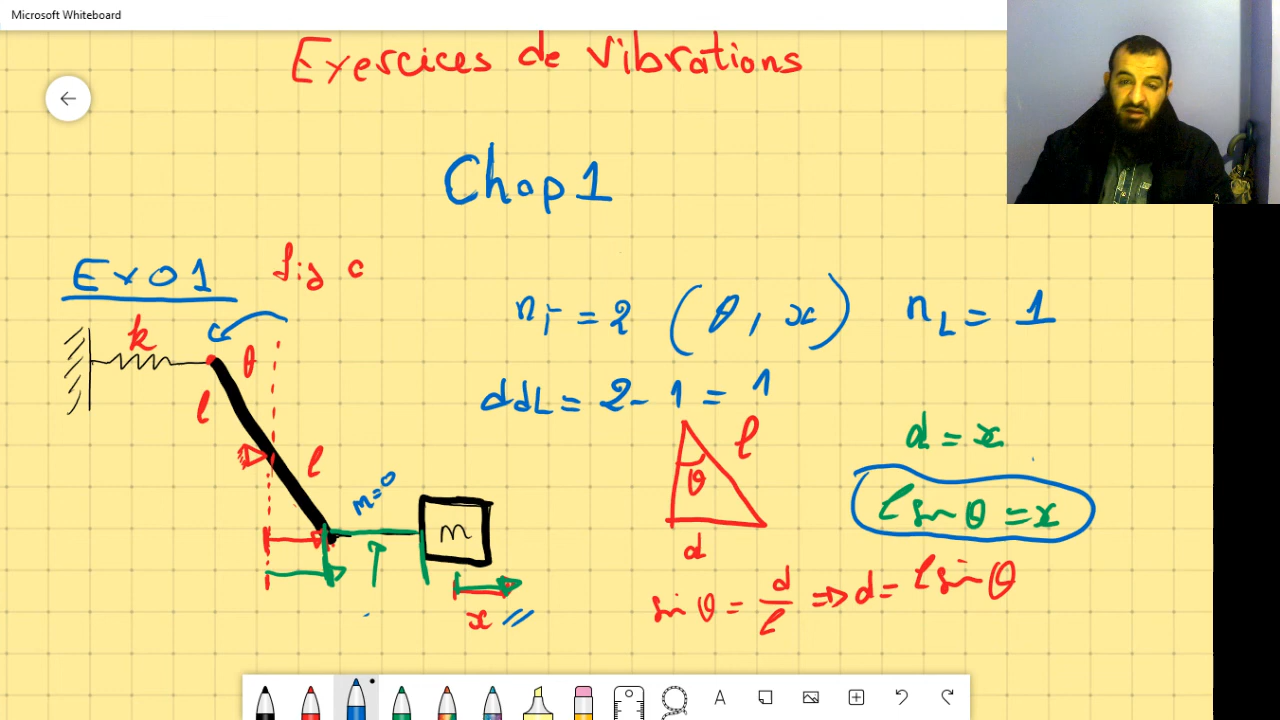 Microsoft Whiteboard
Exercices de Vibrations
Chap 1
Exo 1
fig c
n_T = 2 (θ, x) n_L = 1
ddL = 2 - 1 = 1
k
θ
l
l
m=0
m
x
l
θ
d
d = x
l sin θ = x
sin θ = d/l ⇒ d = l sin θ
A